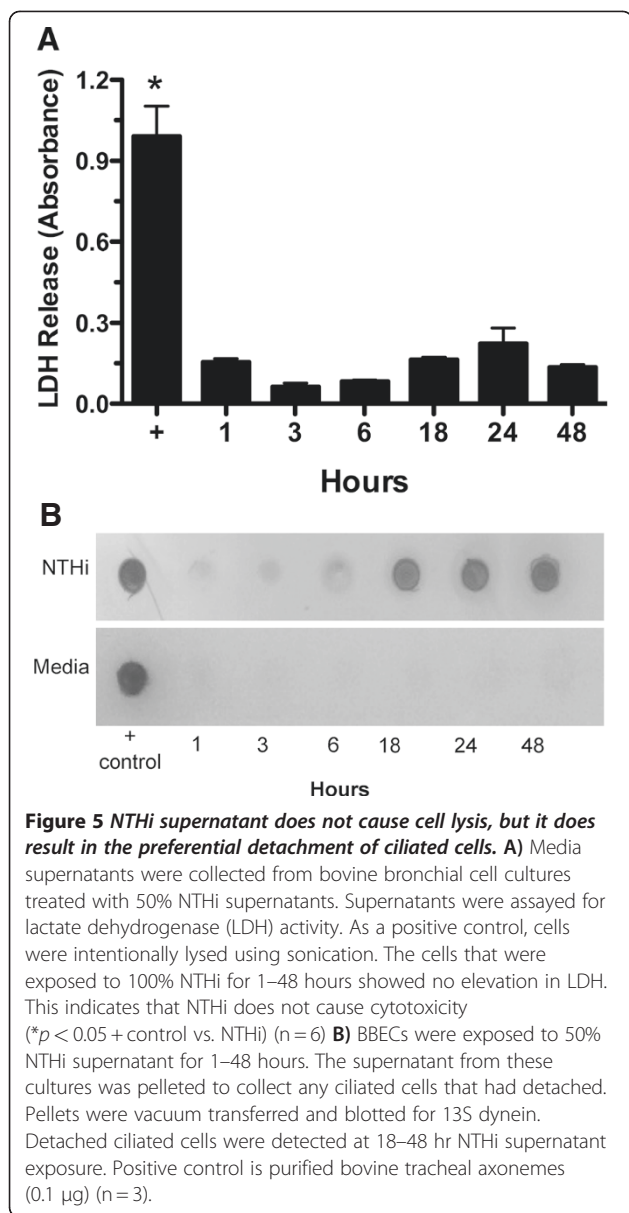 A
LDH Release (Absorbance)
1.2
0.9
0.6
0.3
0.0
*
+ 1 3 6 18 24 48
Hours
B
NTHi
Media
+ control 1 3 6 18 24 48
Hours
Figure 5 NTHi supernatant does not cause cell lysis, but it does
result in the preferential detachment of ciliated cells. A) Media
supernatants were collected from bovine bronchial cell cultures
treated with 50% NTHi supernatants. Supernatants were assayed for
lactate dehydrogenase (LDH) activity. As a positive control, cells
were intentionally lysed using sonication. The cells that were
exposed to 100% NTHi for 1–48 hours showed no elevation in LDH.
This indicates that NTHi does not cause cytotoxicity
(*p < 0.05 + control vs. NTHi) (n = 6) B) BBECs were exposed to 50%
NTHi supernatant for 1–48 hours. The supernatant from these
cultures was pelleted to collect any ciliated cells that had detached.
Pellets were vacuum transferred and blotted for 13S dynein.
Detached ciliated cells were detected at 18–48 hr NTHi supernatant
exposure. Positive control is purified bovine tracheal axonemes
(0.1 μg) (n = 3).